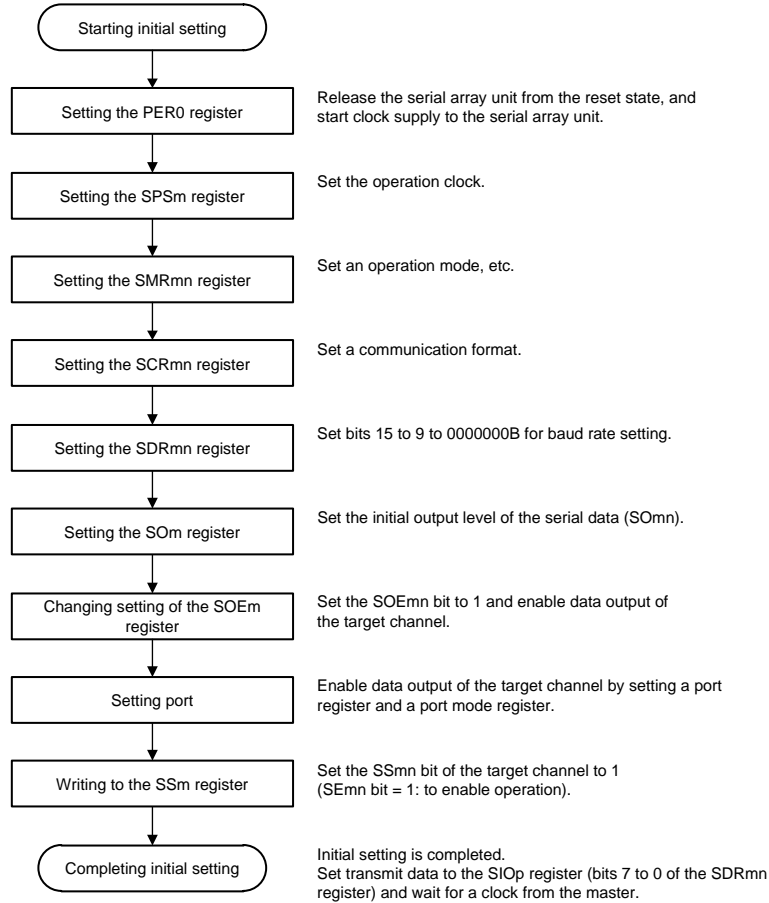 Starting initial setting
Setting the PER0 register
Release the serial array unit from the reset state, and
start clock supply to the serial array unit.
Setting the SPSm register
Set the operation clock.
Setting the SMRmn register
Set an operation mode, etc.
Setting the SCRmn register
Set a communication format.
Setting the SDRmn register
Set bits 15 to 9 to 0000000B for baud rate setting.
Setting the SOm register
Set the initial output level of the serial data (SOmn).
Changing setting of the SOEm
register
Set the SOEmn bit to 1 and enable data output of
the target channel.
Setting port
Enable data output of the target channel by setting a port
register and a port mode register.
Writing to the SSm register
Set the SSmn bit of the target channel to 1
(SEmn bit = 1: to enable operation).
Completing initial setting
Initial setting is completed.
Set transmit data to the SIOp register (bits 7 to 0 of the SDRmn
register) and wait for a clock from the master.